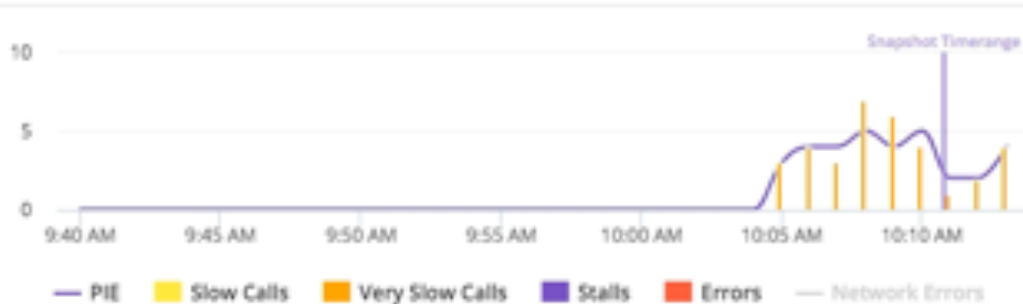 Snapshot Timerange
10
5
0
9:40 AM 9:45 AM 9:50 AM 9:55 AM 10:00 AM 10:05 AM 10:10 AM
PIE Slow Calls Very Slow Calls Stalls Errors Network Errors